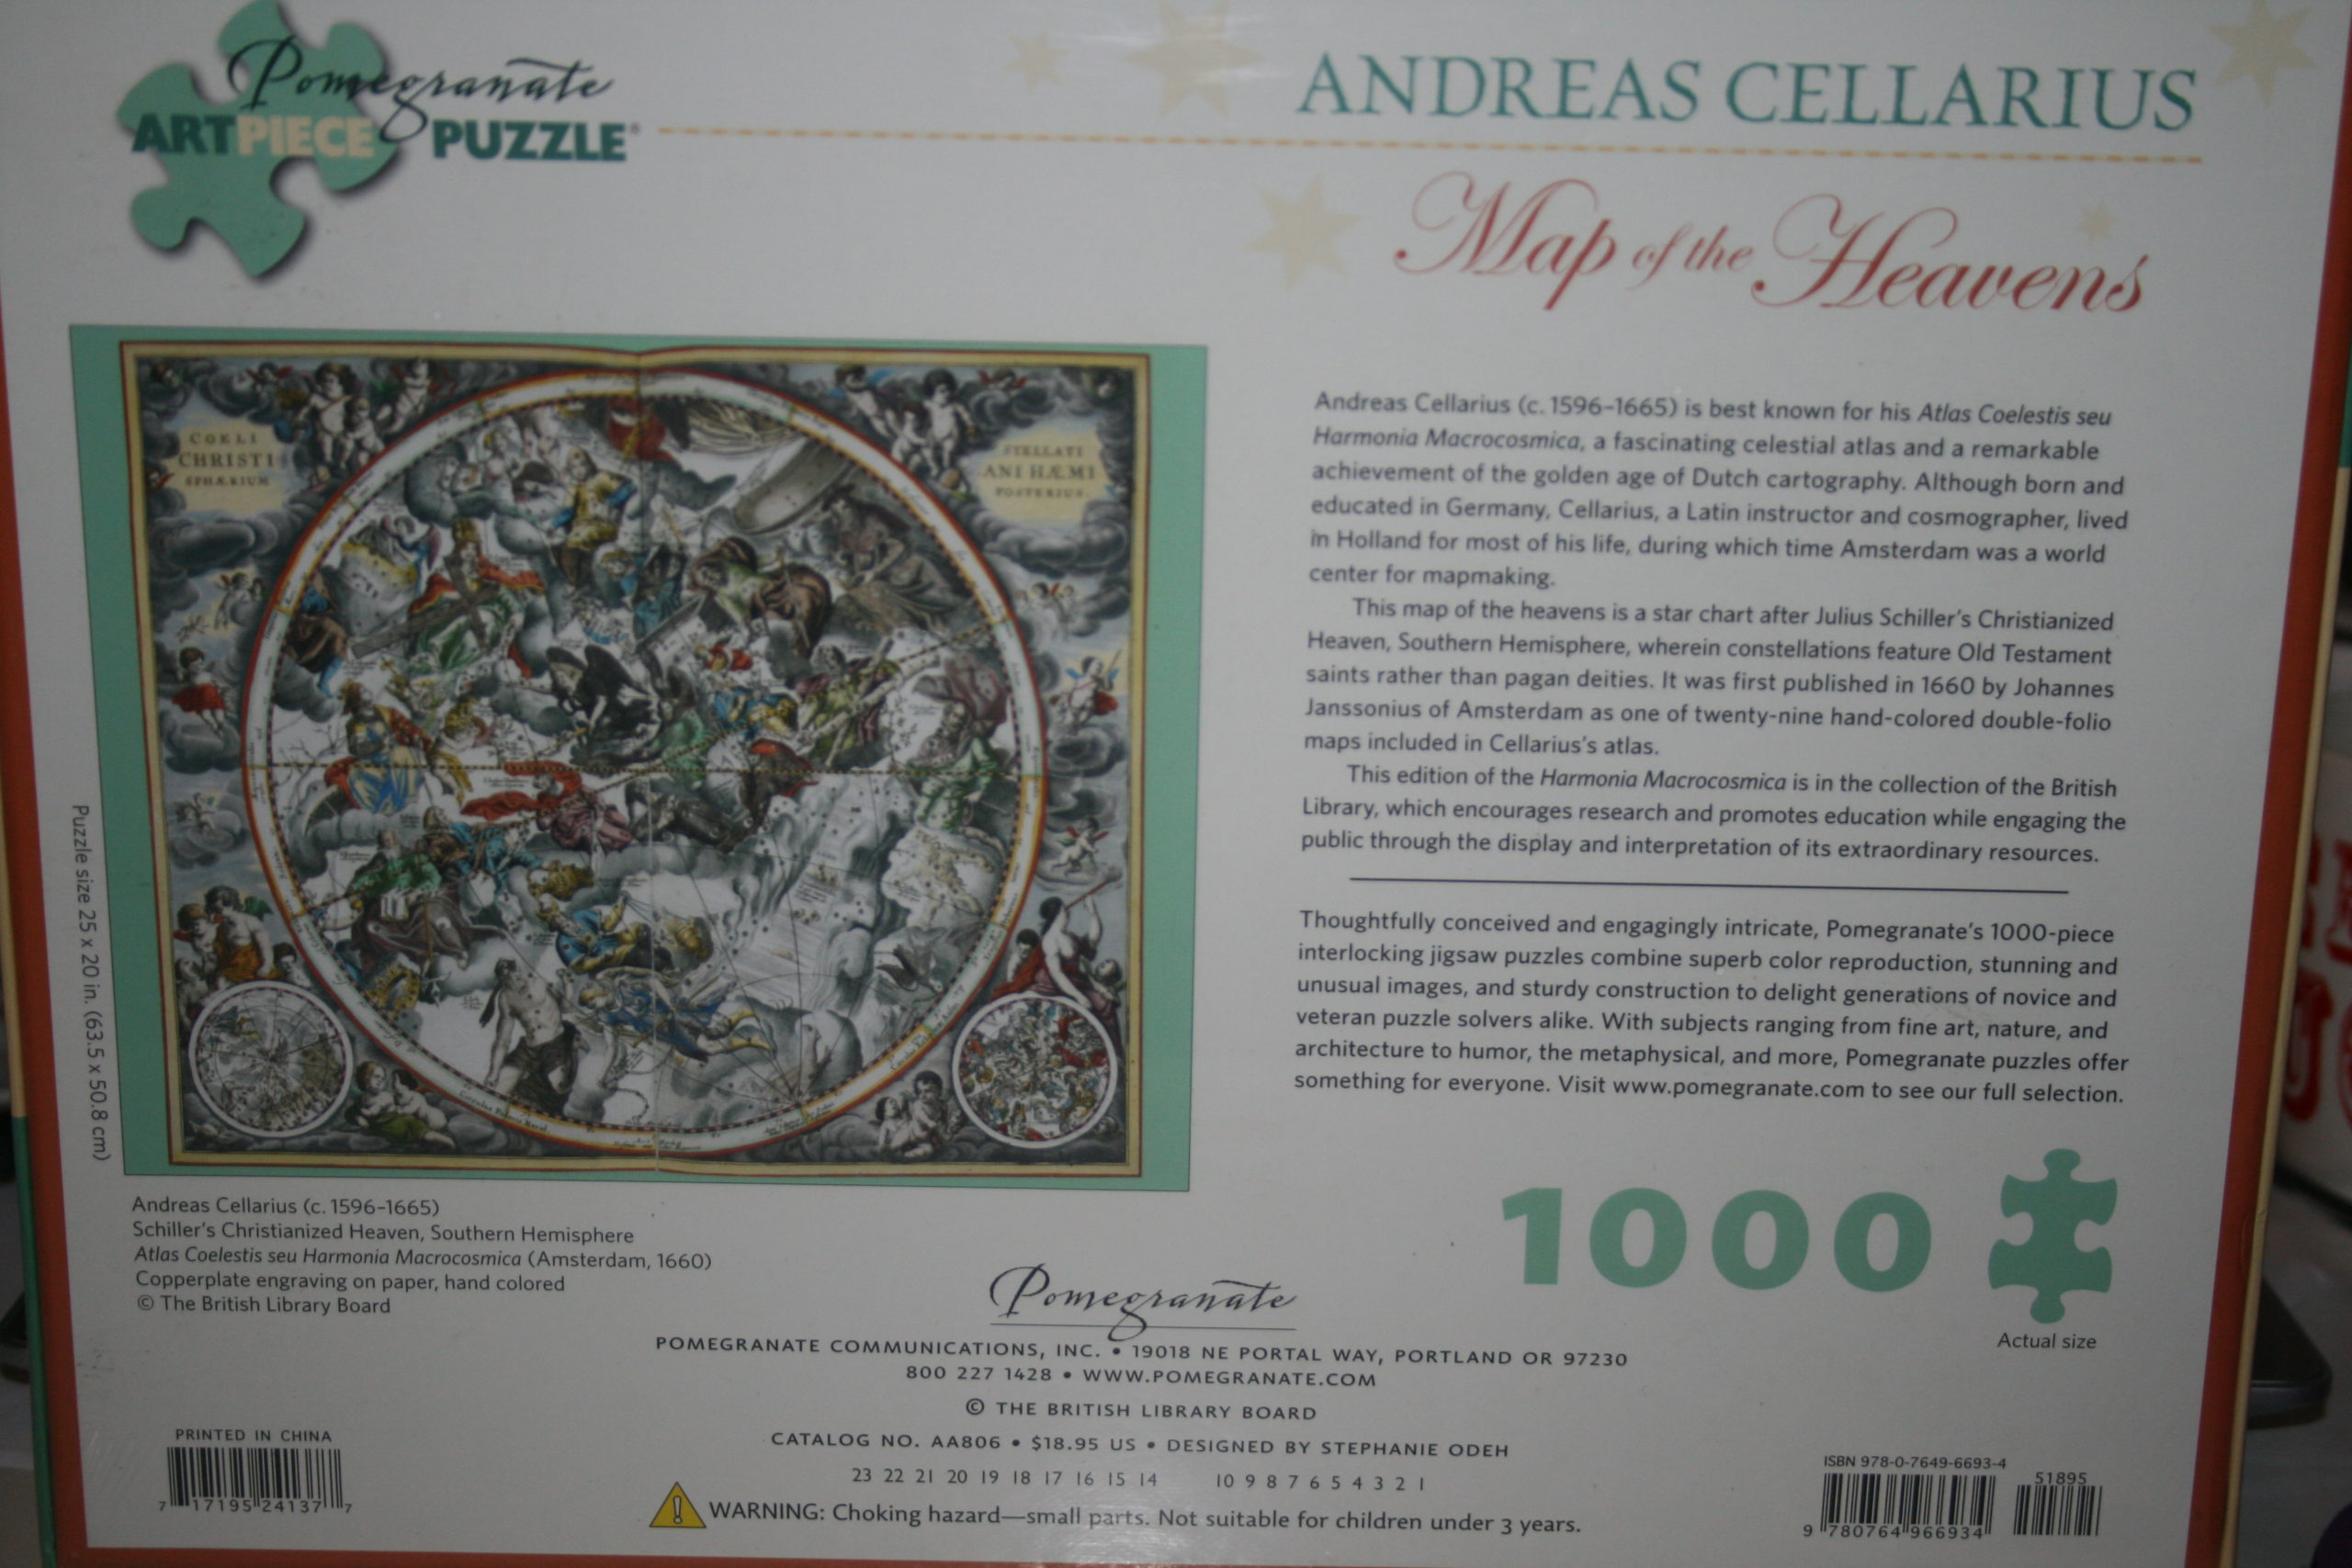 Pomegranate
ARTPIECE PUZZLE®
ANDREAS CELLARIUS
Map of the Heavens
COELI
CHRISTI
SPHÆRIUM
STELLATI
ANI HÆMI
POSTERIUS.
Puzzle size 25 x 20 in. (63.5 x 50.8 cm)
Andreas Cellarius (c. 1596–1665)
Schiller's Christianized Heaven, Southern Hemisphere
Atlas Coelestis seu Harmonia Macrocosmica (Amsterdam, 1660)
Copperplate engraving on paper, hand colored
© The British Library Board
Andreas Cellarius (c. 1596–1665) is best known for his Atlas Coelestis seu
Harmonia Macrocosmica, a fascinating celestial atlas and a remarkable
achievement of the golden age of Dutch cartography. Although born and
educated in Germany, Cellarius, a Latin instructor and cosmographer, lived
in Holland for most of his life, during which time Amsterdam was a world
center for mapmaking.
This map of the heavens is a star chart after Julius Schiller's Christianized
Heaven, Southern Hemisphere, wherein constellations feature Old Testament
saints rather than pagan deities. It was first published in 1660 by Johannes
Janssonius of Amsterdam as one of twenty-nine hand-colored double-folio
maps included in Cellarius's atlas.
This edition of the Harmonia Macrocosmica is in the collection of the British
Library, which encourages research and promotes education while engaging the
public through the display and interpretation of its extraordinary resources.
Thoughtfully conceived and engagingly intricate, Pomegranate's 1000-piece
interlocking jigsaw puzzles combine superb color reproduction, stunning and
unusual images, and sturdy construction to delight generations of novice and
veteran puzzle solvers alike. With subjects ranging from fine art, nature, and
architecture to humor, the metaphysical, and more, Pomegranate puzzles offer
something for everyone. Visit www.pomegranate.com to see our full selection.
1000
Actual size
Pomegranate
POMEGRANATE COMMUNICATIONS, INC. • 19018 NE PORTAL WAY, PORTLAND OR 97230
800 227 1428 • WWW.POMEGRANATE.COM
© THE BRITISH LIBRARY BOARD
CATALOG NO. AA806 • $18.95 US • DESIGNED BY STEPHANIE ODEH
23 22 21 20 19 18 17 16 15 14 10 9 8 7 6 5 4 3 2 1
WARNING: Choking hazard—small parts. Not suitable for children under 3 years.
PRINTED IN CHINA
7 17195 24137 7
ISBN 978-0-7649-6693-4
51895
9 780764 966934